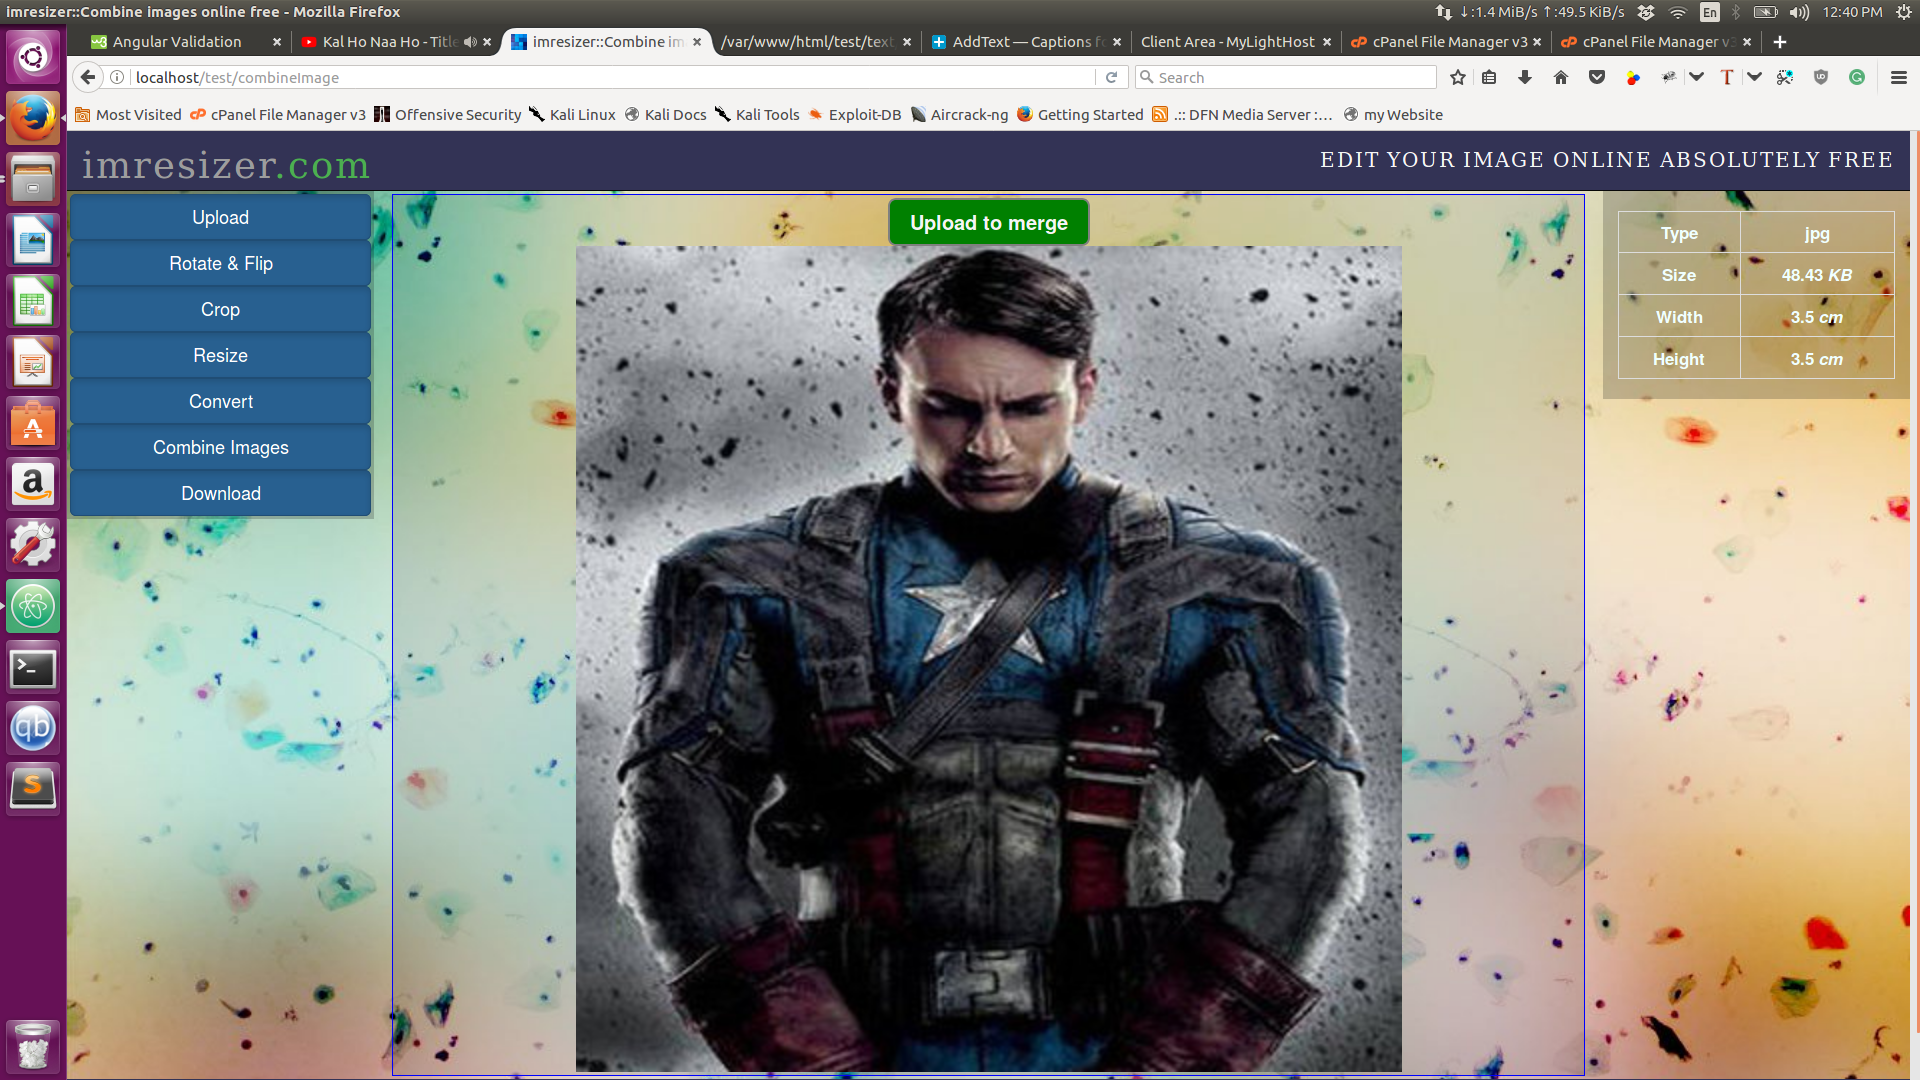 imresizer::Combine images online free - Mozilla Firefox
↓:1.4 MiB/s ↑:49.5 KiB/s En 12:40 PM
Angular Validation
Kal Ho Naa Ho - Title
imresizer::Combine im
/var/www/html/test/text
AddText — Captions fo
Client Area - MyLightHost
cPanel File Manager v3
cPanel File Manager v3
localhost/test/combineImage
Search
Most Visited
cPanel File Manager v3
Offensive Security
Kali Linux
Kali Docs
Kali Tools
Exploit-DB
Aircrack-ng
Getting Started
.:: DFN Media Server :...
my Website
imresizer.com
EDIT YOUR IMAGE ONLINE ABSOLUTELY FREE
Upload
Rotate & Flip
Crop
Resize
Convert
Combine Images
Download
Upload to merge
Type jpg
Size 48.43 KB
Width 3.5 cm
Height 3.5 cm